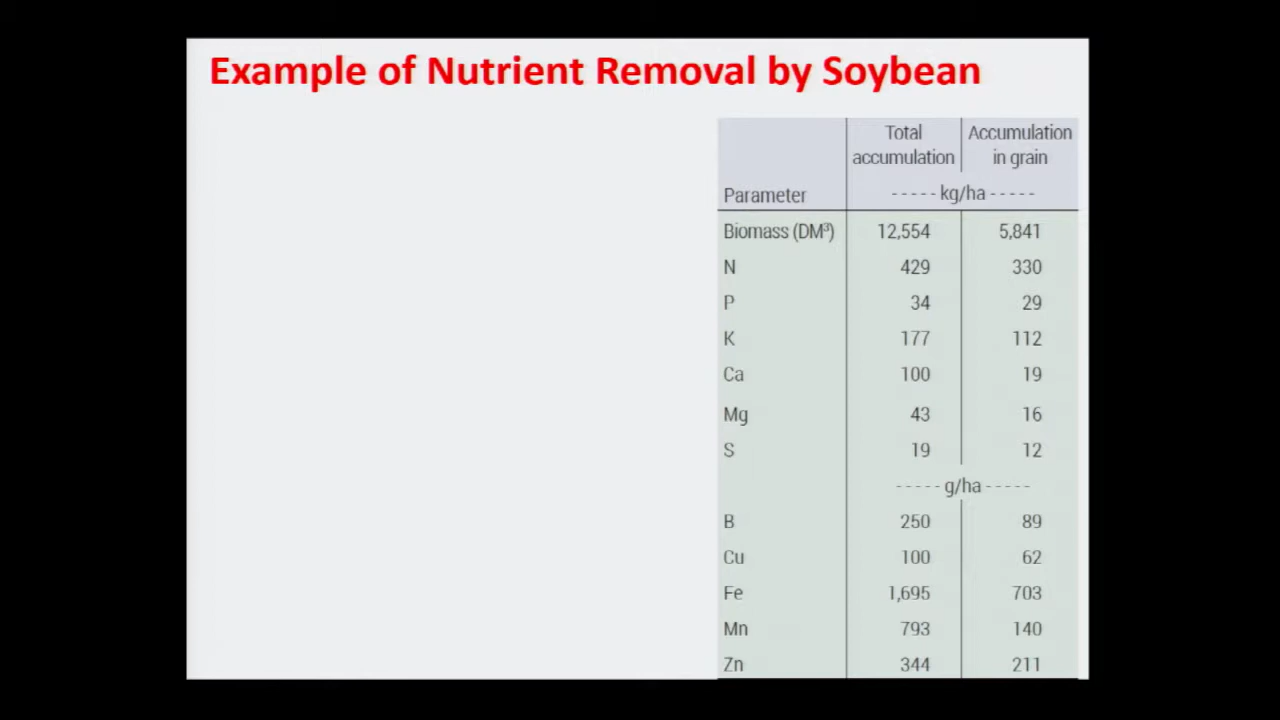 Example of Nutrient Removal by Soybean
Total accumulation Accumulation in grain
Parameter - - - - - kg/ha - - - - -
Biomass (DM³) 12,554 5,841
N 429 330
P 34 29
K 177 112
Ca 100 19
Mg 43 16
S 19 12
- - - - - g/ha - - - - -
B 250 89
Cu 100 62
Fe 1,695 703
Mn 793 140
Zn 344 211